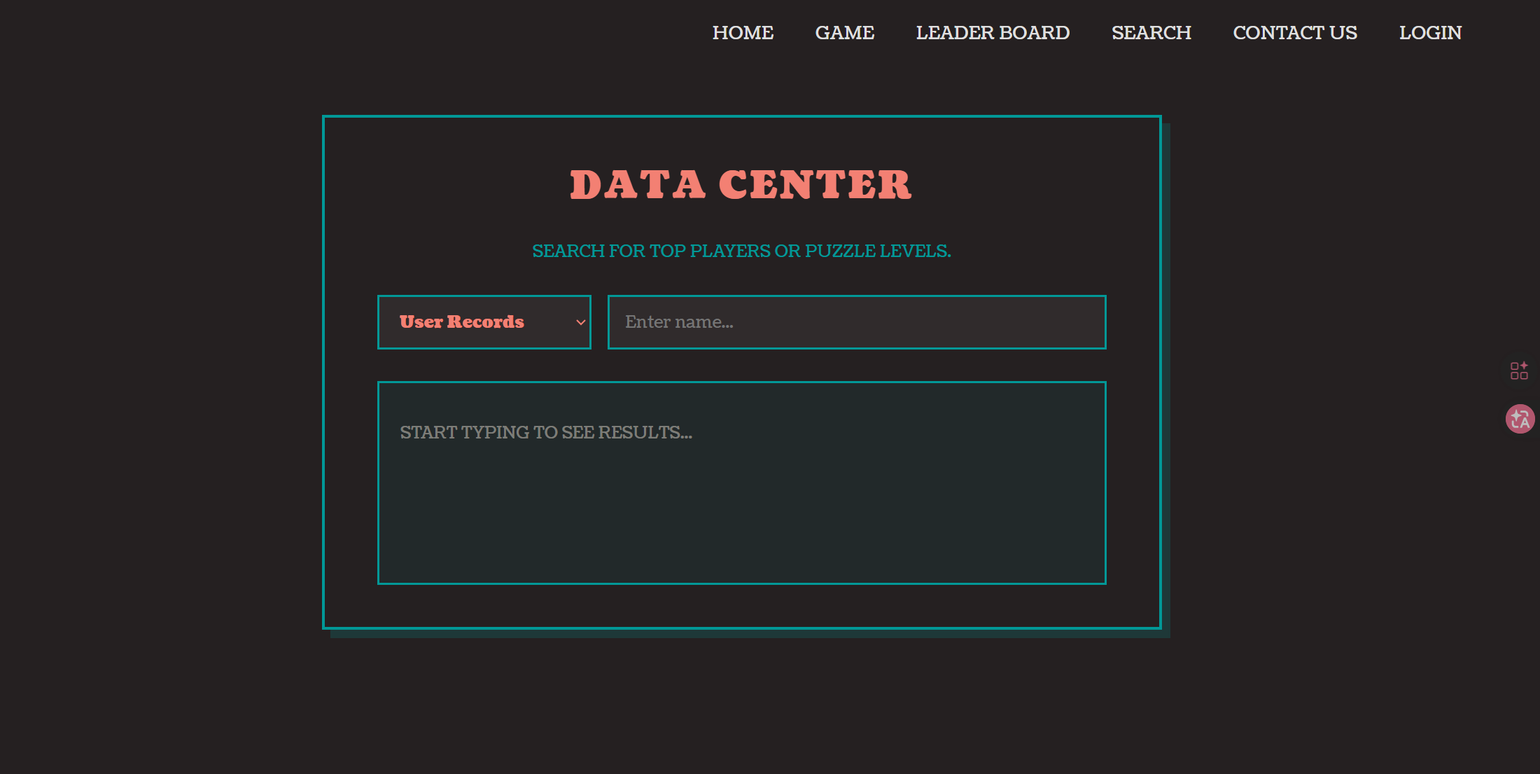 HOME GAME LEADER BOARD SEARCH CONTACT US LOGIN
DATA CENTER
SEARCH FOR TOP PLAYERS OR PUZZLE LEVELS.
User Records Enter name...
START TYPING TO SEE RESULTS...